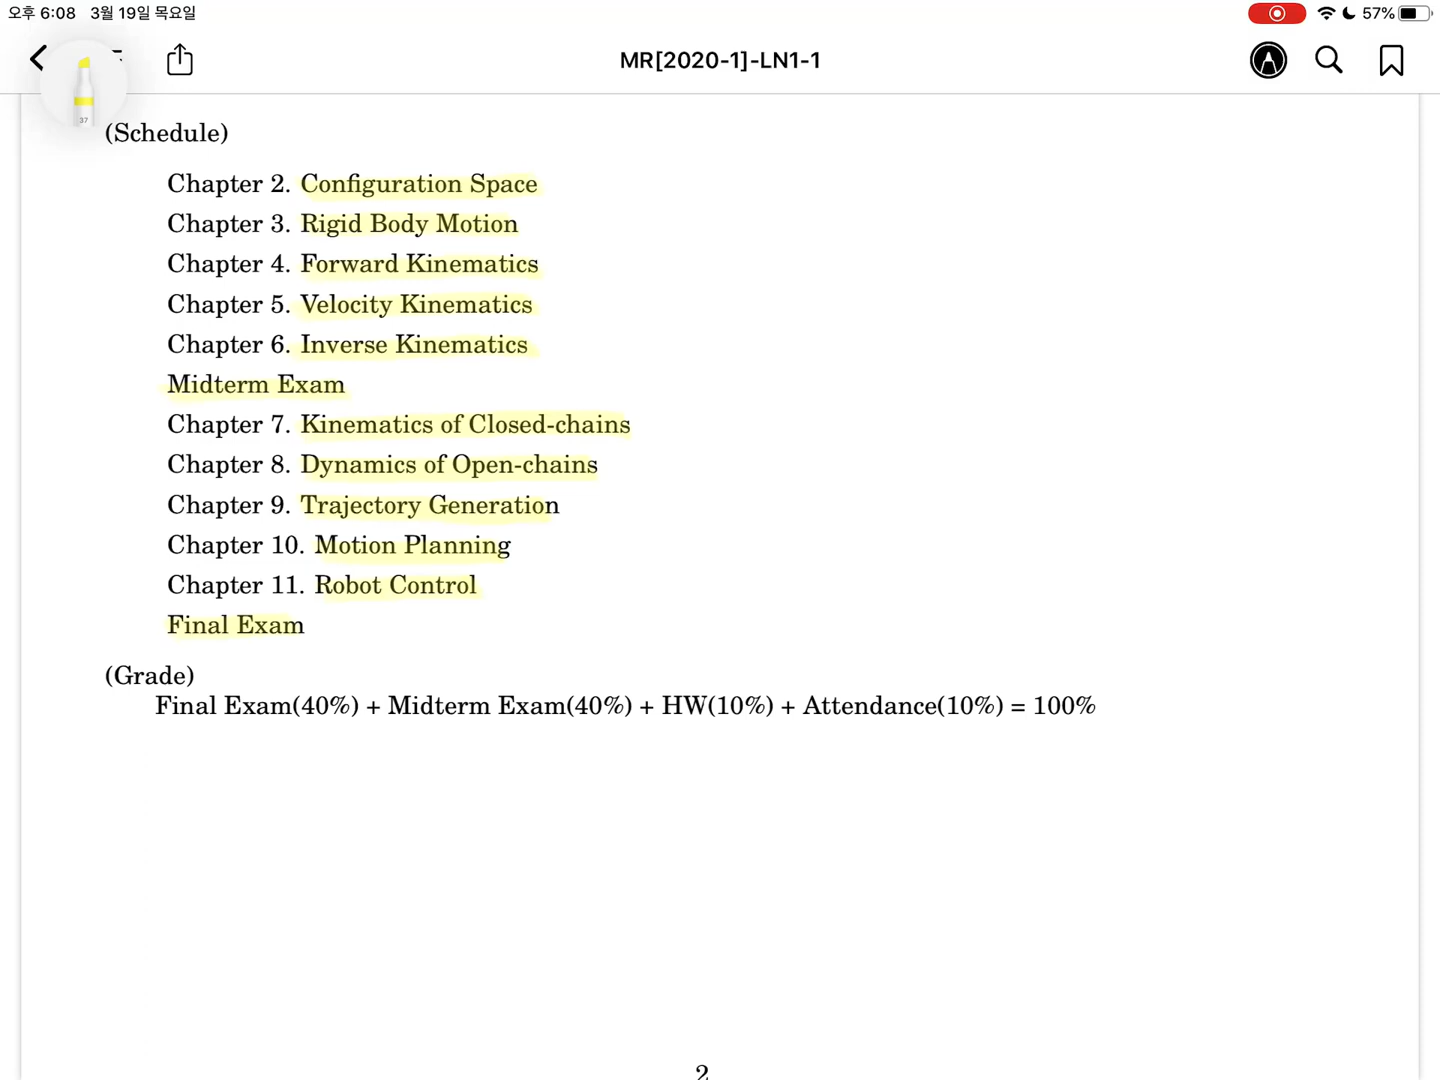 오후 6:08 3월 19일 목요일 57%
MR[2020-1]-LN1-1
37
(Schedule)
Chapter 2. Configuration Space
Chapter 3. Rigid Body Motion
Chapter 4. Forward Kinematics
Chapter 5. Velocity Kinematics
Chapter 6. Inverse Kinematics
Midterm Exam
Chapter 7. Kinematics of Closed-chains
Chapter 8. Dynamics of Open-chains
Chapter 9. Trajectory Generation
Chapter 10. Motion Planning
Chapter 11. Robot Control
Final Exam
(Grade)
Final Exam(40%) + Midterm Exam(40%) + HW(10%) + Attendance(10%) = 100%
2